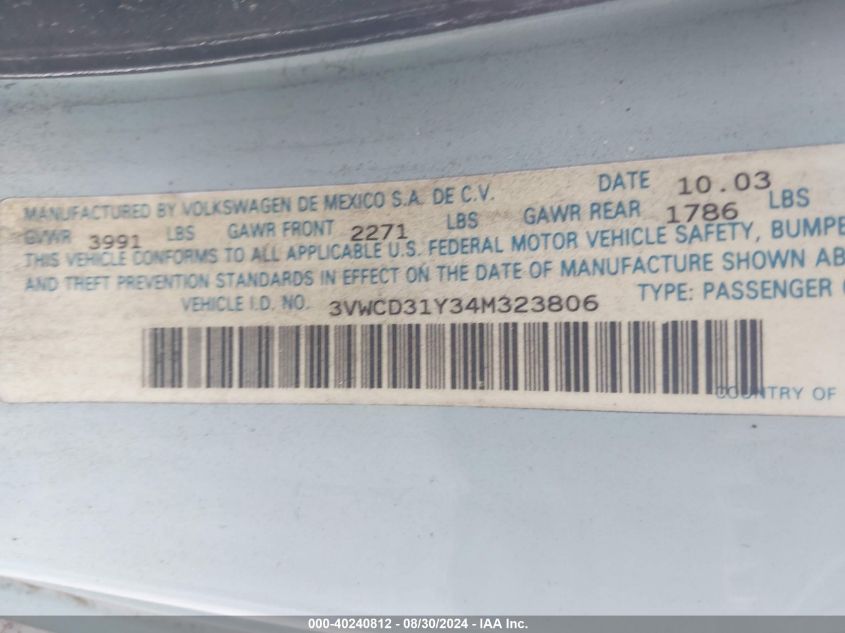 MANUFACTURED BY VOLKSWAGEN DE MEXICO S.A. DE C.V. DATE 10.03
GVWR 3991 LBS GAWR FRONT 2271 LBS GAWR REAR 1786 LBS
THIS VEHICLE CONFORMS TO ALL APPLICABLE U.S. FEDERAL MOTOR VEHICLE SAFETY, BUMPE
AND THEFT PREVENTION STANDARDS IN EFFECT ON THE DATE OF MANUFACTURE SHOWN AB
VEHICLE I.D. NO. 3VWCD31Y34M323806 TYPE: PASSENGER
COUNTRY OF
000-40240812 - 08/30/2024 - IAA Inc.